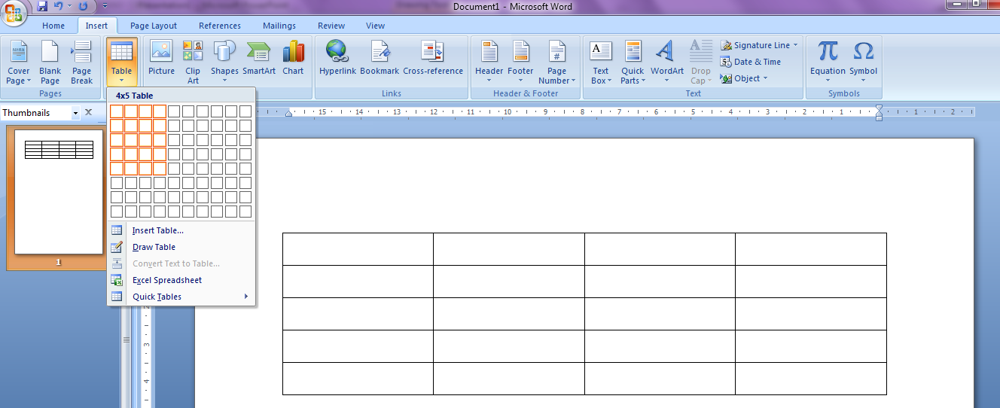 Document1 - Microsoft Word
Home Insert Page Layout References Mailings Review View
Cover Page
Blank Page
Page Break
Table
Picture
Clip Art
Shapes
SmartArt
Chart
Hyperlink
Bookmark
Cross-reference
Header
Footer
Page Number
Text Box
Quick Parts
WordArt
Drop Cap
Signature Line
Date & Time
Object
Equation
Symbol
Pages
Links
Header & Footer
Text
Symbols
4x5 Table
Thumbnails
15 14 13 12 11 10 9 8 7 6 5 4 3 2 1 1 2
1
Insert Table...
Draw Table
Convert Text to Table...
Excel Spreadsheet
Quick Tables
3
4